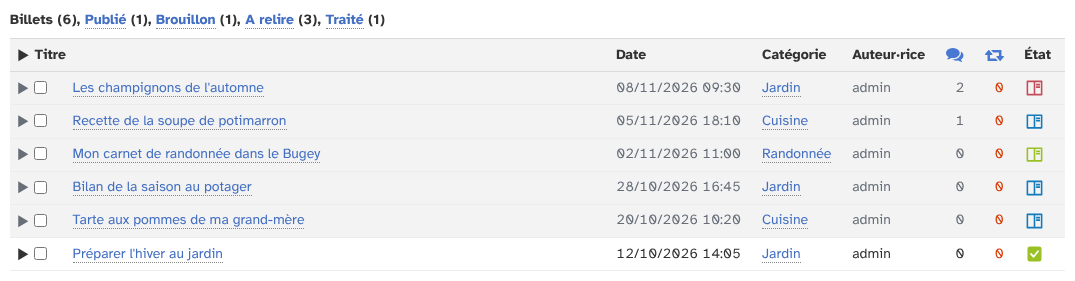 Billets (6), Publié (1), Brouillon (1), A relire (3), Traité (1)
Titre Date Catégorie Auteur·rice État
Les champignons de l'automne 08/11/2026 09:30 Jardin admin 2 0
Recette de la soupe de potimarron 05/11/2026 18:10 Cuisine admin 1 0
Mon carnet de randonnée dans le Bugey 02/11/2026 11:00 Randonnée admin 0 0
Bilan de la saison au potager 28/10/2026 16:45 Jardin admin 0 0
Tarte aux pommes de ma grand-mère 20/10/2026 10:20 Cuisine admin 0 0
Préparer l'hiver au jardin 12/10/2026 14:05 Jardin admin 0 0